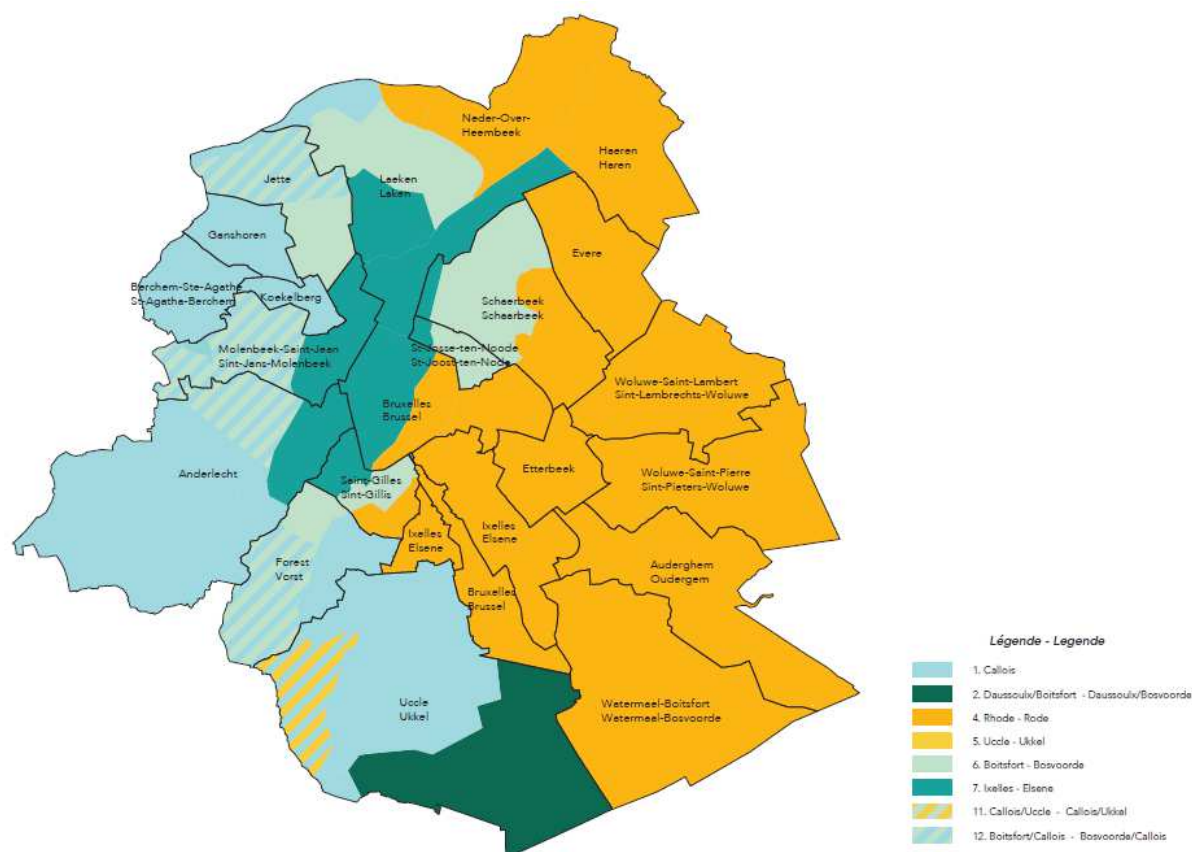 Neder-Over-
Heembeek
Haeren
Haren
Jette
Laeken
Laken
Ganshoren
Evere
Berchem-Ste-Agathe
St-Agatha-Berchem
Koekelberg
Schaerbeek
Schaarbeek
Molenbeek-Saint-Jean
Sint-Jans-Molenbeek
St-Josse-ten-Noode
St-Joost-ten-Node
Woluwe-Saint-Lambert
Sint-Lambrechts-Woluwe
Bruxelles
Brussel
Anderlecht
Etterbeek
Woluwe-Saint-Pierre
Sint-Pieters-Woluwe
Saint-Gilles
Sint-Gillis
Ixelles
Elsene
Ixelles
Elsene
Forest
Vorst
Auderghem
Oudergem
Bruxelles
Brussel
Uccle
Ukkel
Watermael-Boitsfort
Watermaal-Bosvoorde
Légende - Legende
1. Callois
2. Daussoulx/Boitsfort - Daussoulx/Bosvoorde
4. Rhode - Rode
5. Uccle - Ukkel
6. Boitsfort - Bosvoorde
7. Ixelles - Elsene
11. Callois/Uccle - Callois/Ukkel
12. Boitsfort/Callois - Bosvoorde/Callois